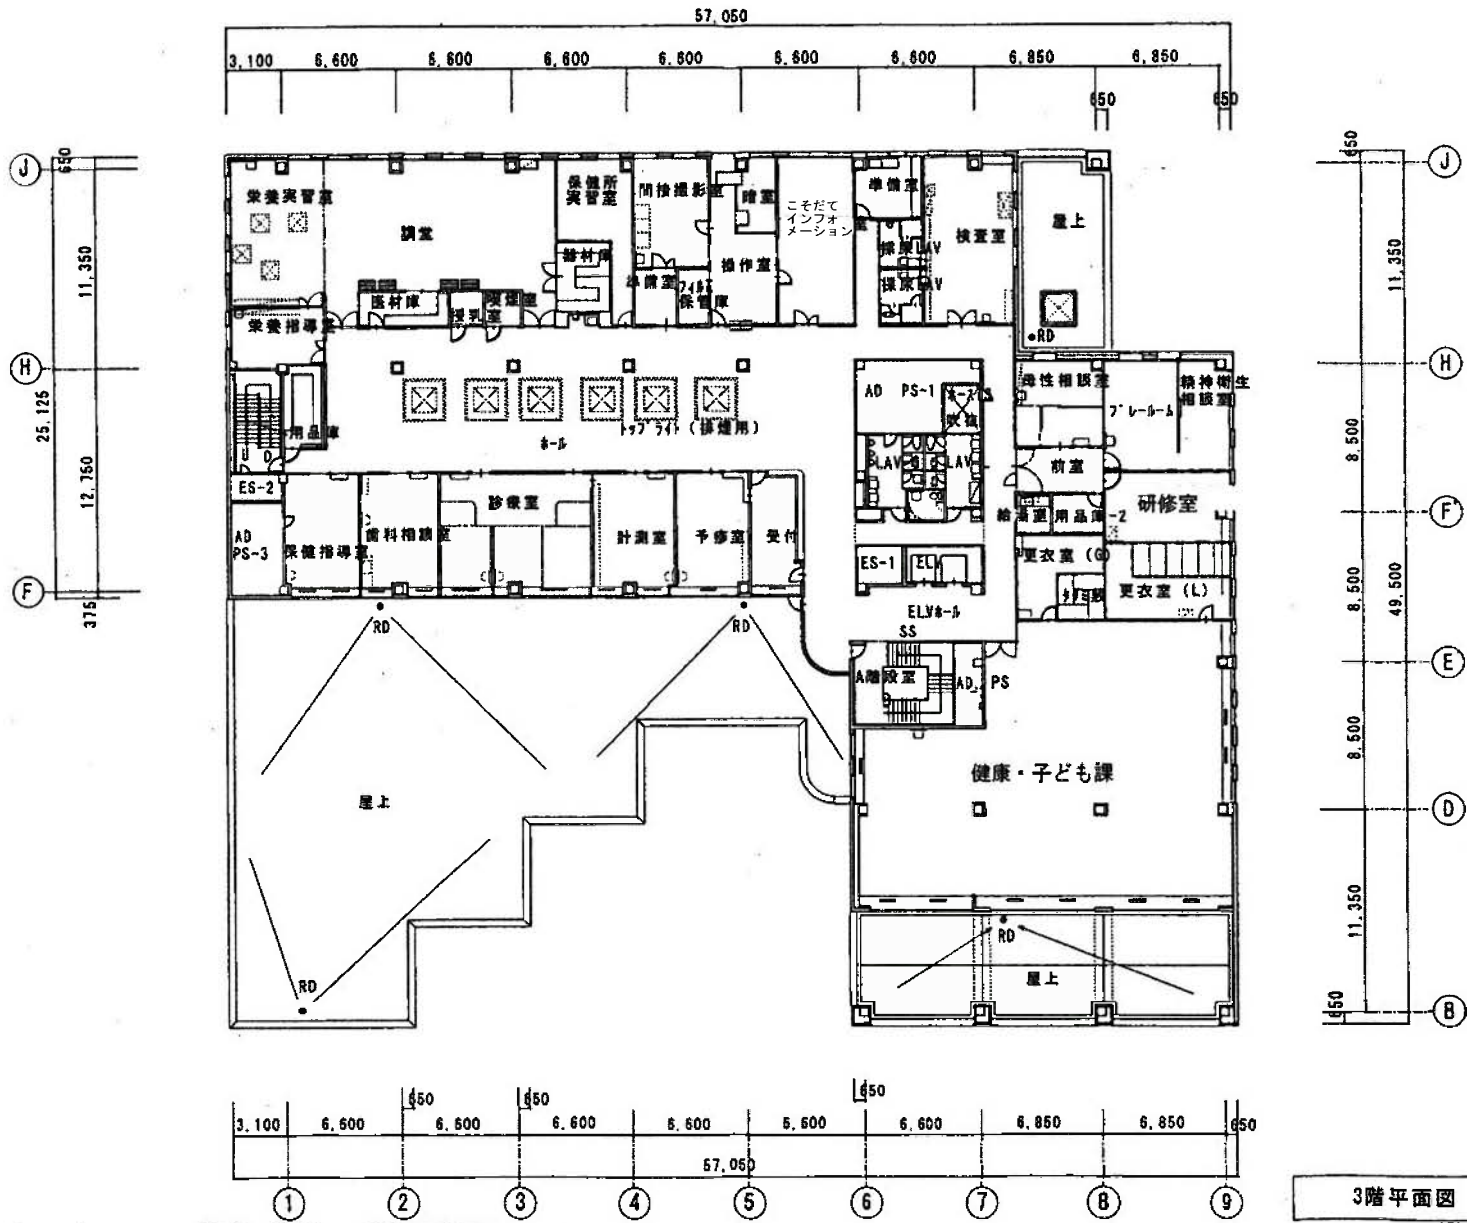 57,050
3,100 6,600 6,600 6,600 6,600 6,600 6,600 6,850 6,850
650 650
J
650
11,350
H
25,125
12,750
F
375
栄養実習室
講堂
保健所
実習室
間接撮影室
暗室
こそだて
インフォ
メーション
室
準備室
検査室
屋上
採尿LAV
採尿LAV
器材庫
準備室
フィルム
保管庫
操作室
器材庫
授乳室
喫煙室
栄養指導室
RD
用品庫
U D
ホール
トップライト(排煙用)
AD PS-1
ホース
吹抜
母性相談室
プレールーム
精神衛生
相談室
LAV
LAV
前室
研修室
給湯室
用品庫-2
ES-2
AD
PS-3
保健指導室
歯科相談室
診療室
計測室
予診室
受付
ES-1
ELV
更衣室(G)
更衣室(L)
ELVホール
SS
A階段室
AD. PS
RD
RD
屋上
RD
健康・子ども課
RD
屋上
J
650
11,350
H
8,500
F'
8,500
49,500
E
8,500
D
11,350
650
B
650 650 650
3,100 6,600 6,600 6,600 6,600 6,600 6,600 6,850 6,850 650
57,050
1 2 3 4 5 6 7 8 9
3階平面図